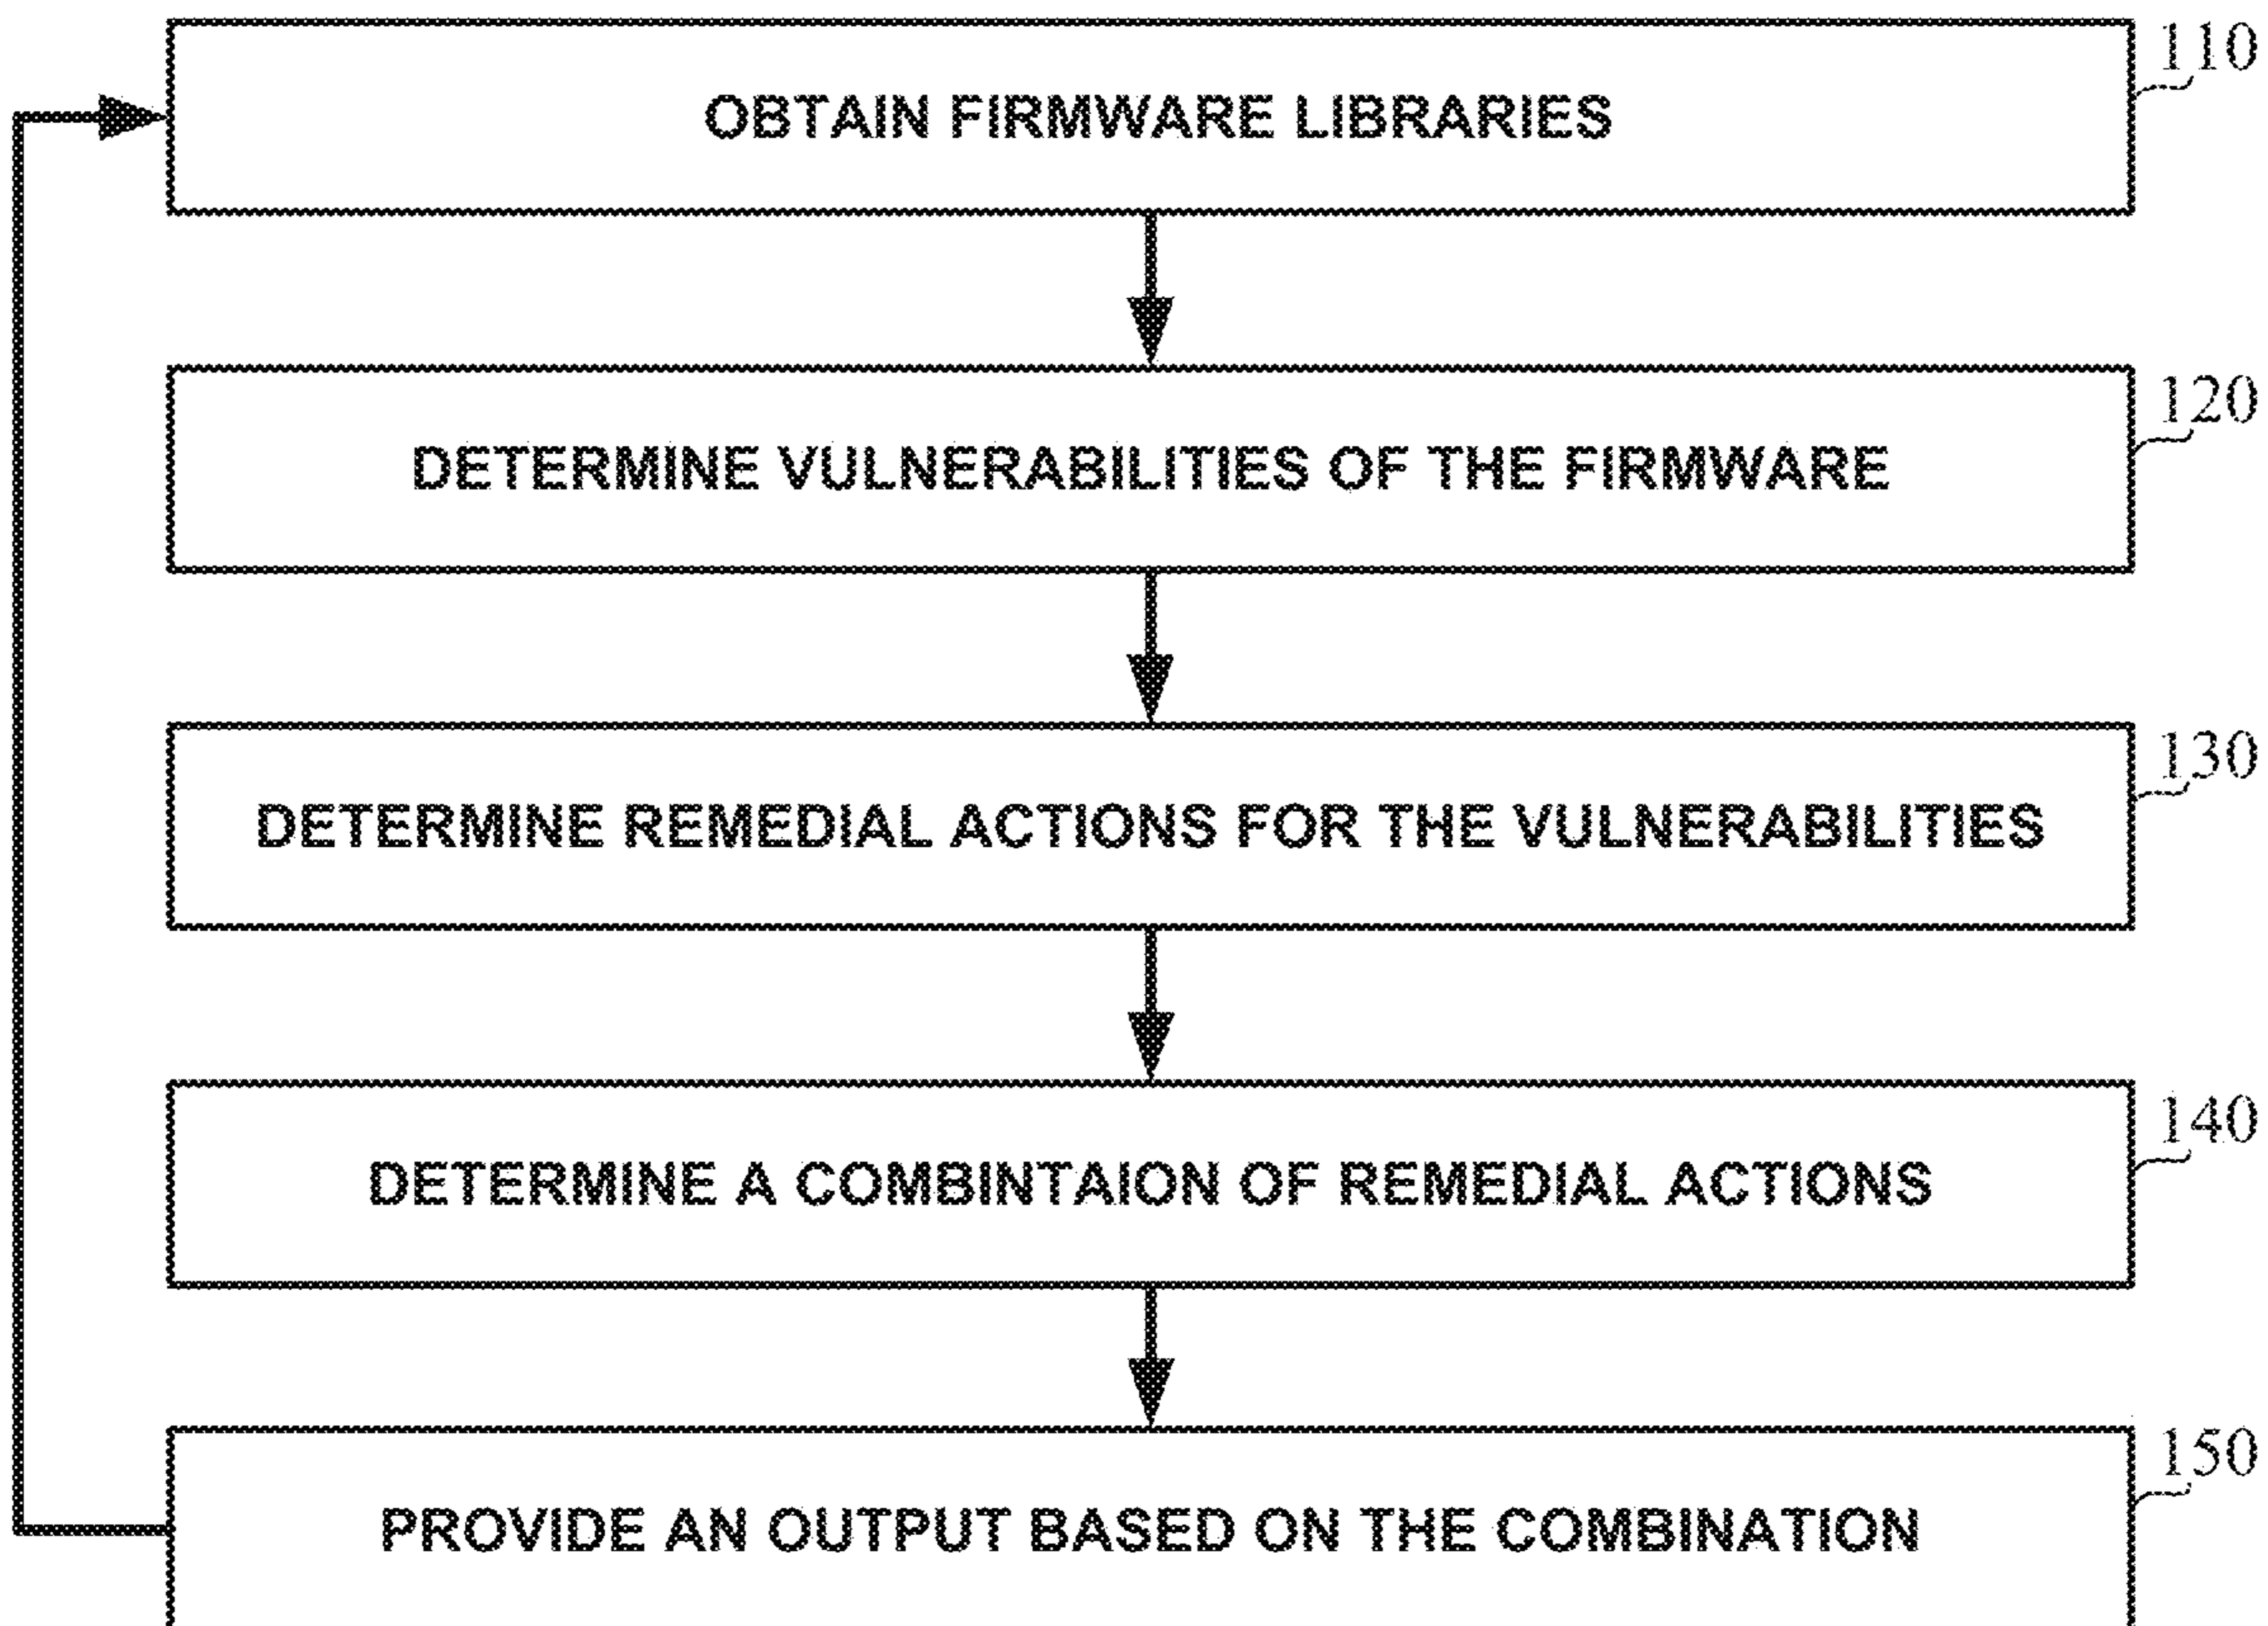 110
OBTAIN FIRMWARE LIBRARIES
120
DETERMINE VULNERABILITIES OF THE FIRMWARE
130
DETERMINE REMEDIAL ACTIONS FOR THE VULNERABILITIES
140
DETERMINE A COMBINTAION OF REMEDIAL ACTIONS
150
PROVIDE AN OUTPUT BASED ON THE COMBINATION